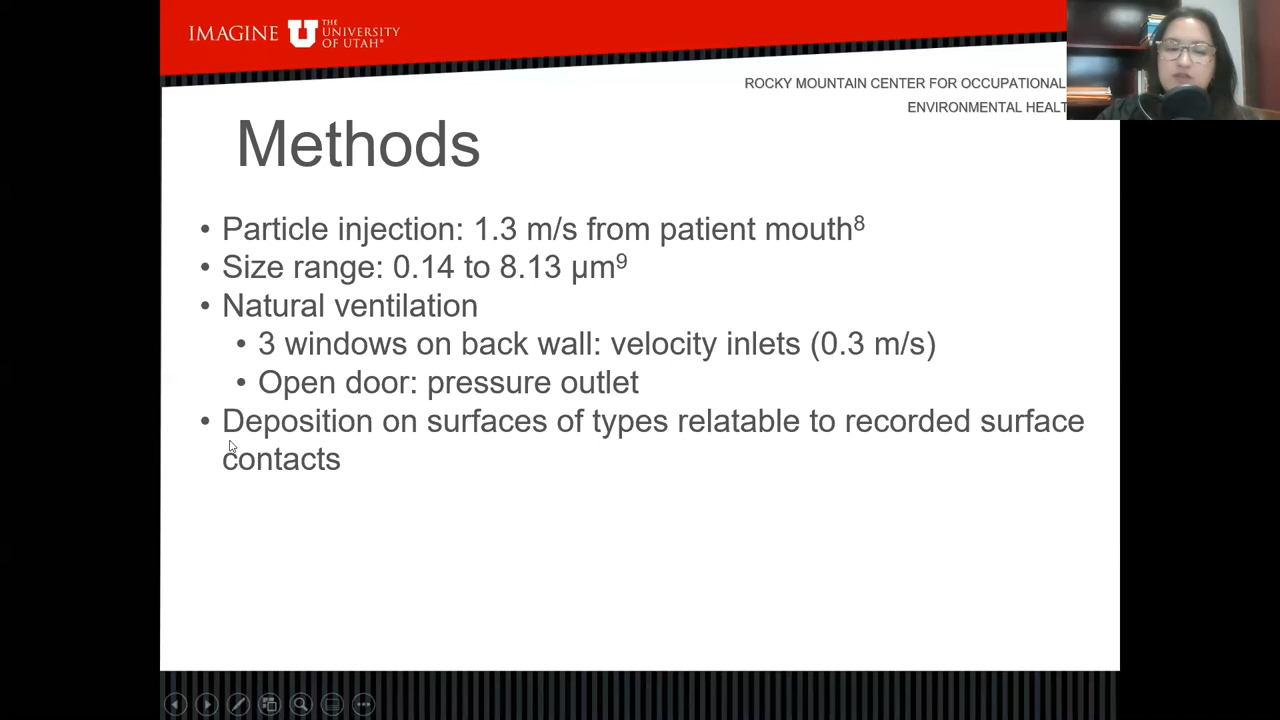 IMAGINE THE UNIVERSITY OF UTAH®
ROCKY MOUNTAIN CENTER FOR OCCUPATIONAL
ENVIRONMENTAL
Methods
• Particle injection: 1.3 m/s from patient mouth⁸
• Size range: 0.14 to 8.13 µm⁹
• Natural ventilation
• 3 windows on back wall: velocity inlets (0.3 m/s)
• Open door: pressure outlet
• Deposition on surfaces of types relatable to recorded surface
contacts